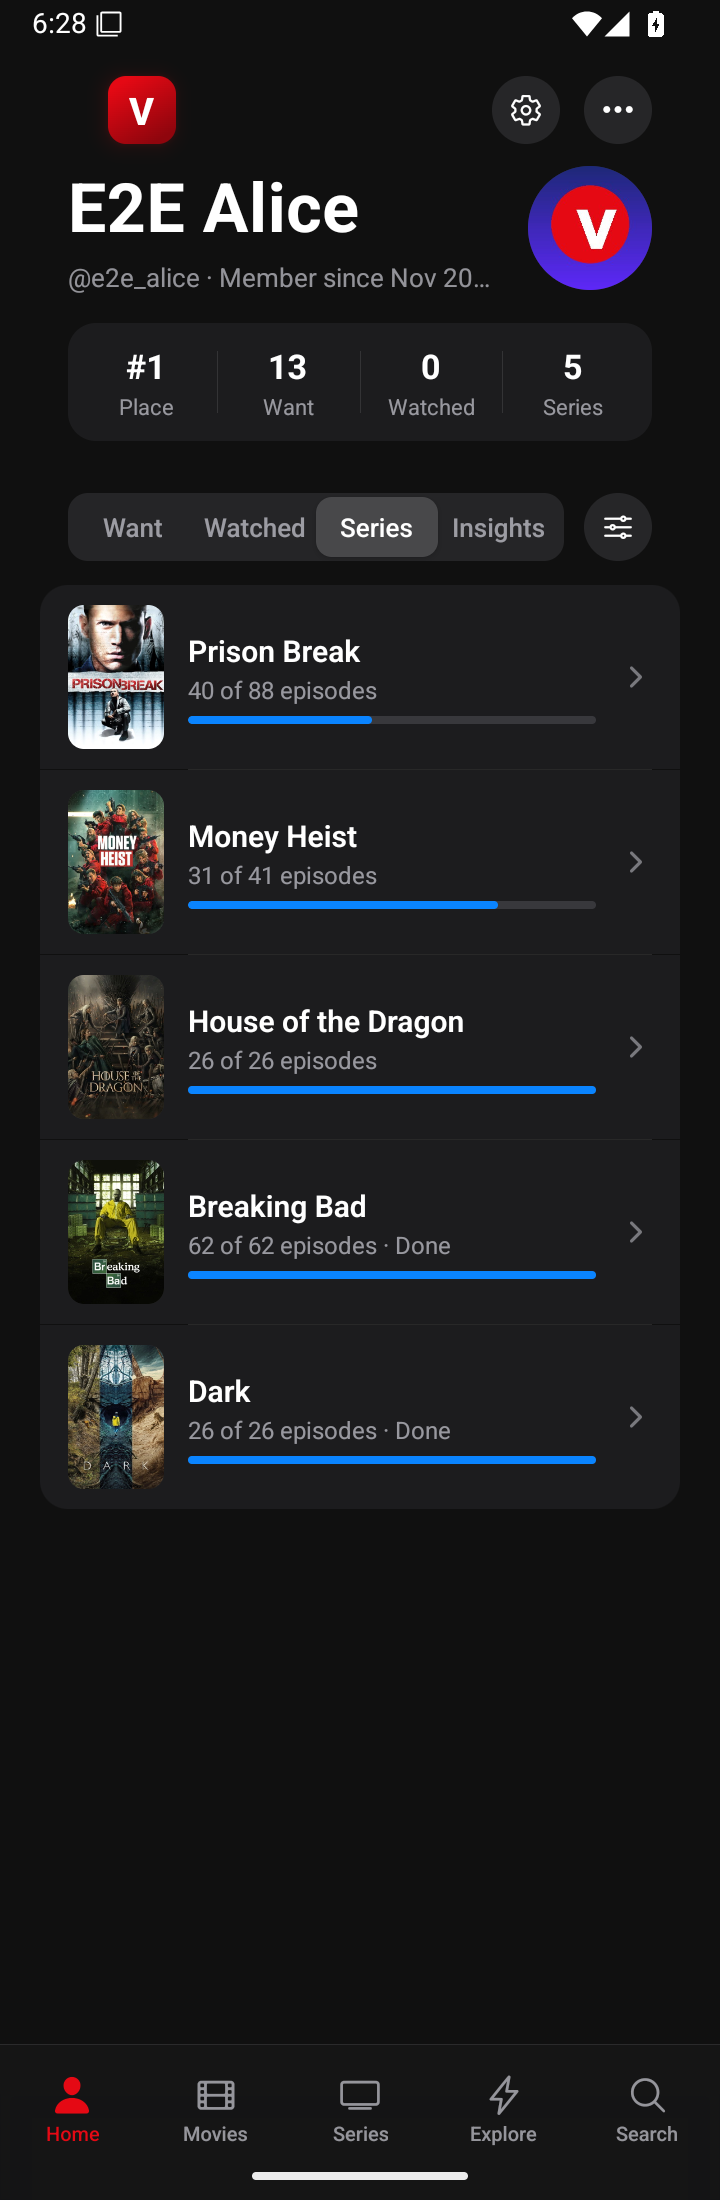 6:28
V
E2E Alice
V
@e2e_alice · Member since Nov 20…
#1
Place
13
Want
0
Watched
5
Series
Want
Watched
Series
Insights
PRISON BREAK
Prison Break
40 of 88 episodes
MONEY
HEIST
Money Heist
31 of 41 episodes
HOUSE OF THE
DRAGON
House of the Dragon
26 of 26 episodes
Breaking
Bad
Breaking Bad
62 of 62 episodes · Done
DARK
Dark
26 of 26 episodes · Done
Home
Movies
Series
Explore
Search